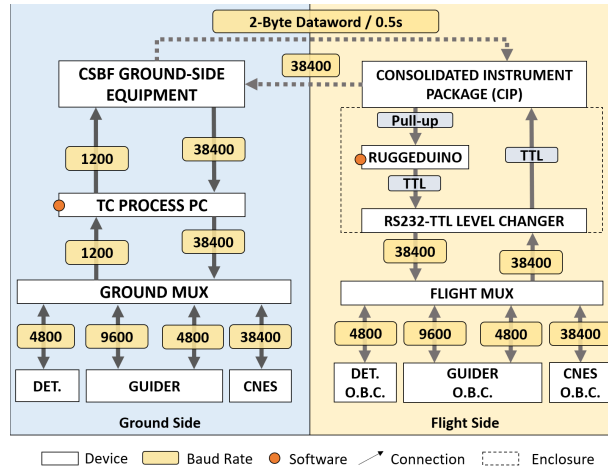 2-Byte Dataword / 0.5s
38400
CSBF GROUND-SIDE
EQUIPMENT
CONSOLIDATED INSTRUMENT
PACKAGE (CIP)
Pull-up
1200
38400
RUGGEDUINO
TTL
TTL
TC PROCESS PC
RS232-TTL LEVEL CHANGER
1200
38400
38400
38400
GROUND MUX
FLIGHT MUX
4800
9600
4800
38400
4800
9600
4800
38400
DET.
GUIDER
CNES
DET.
O.B.C.
GUIDER
O.B.C.
CNES
O.B.C.
Ground Side
Flight Side
Device
Baud Rate
Software
Connection
Enclosure